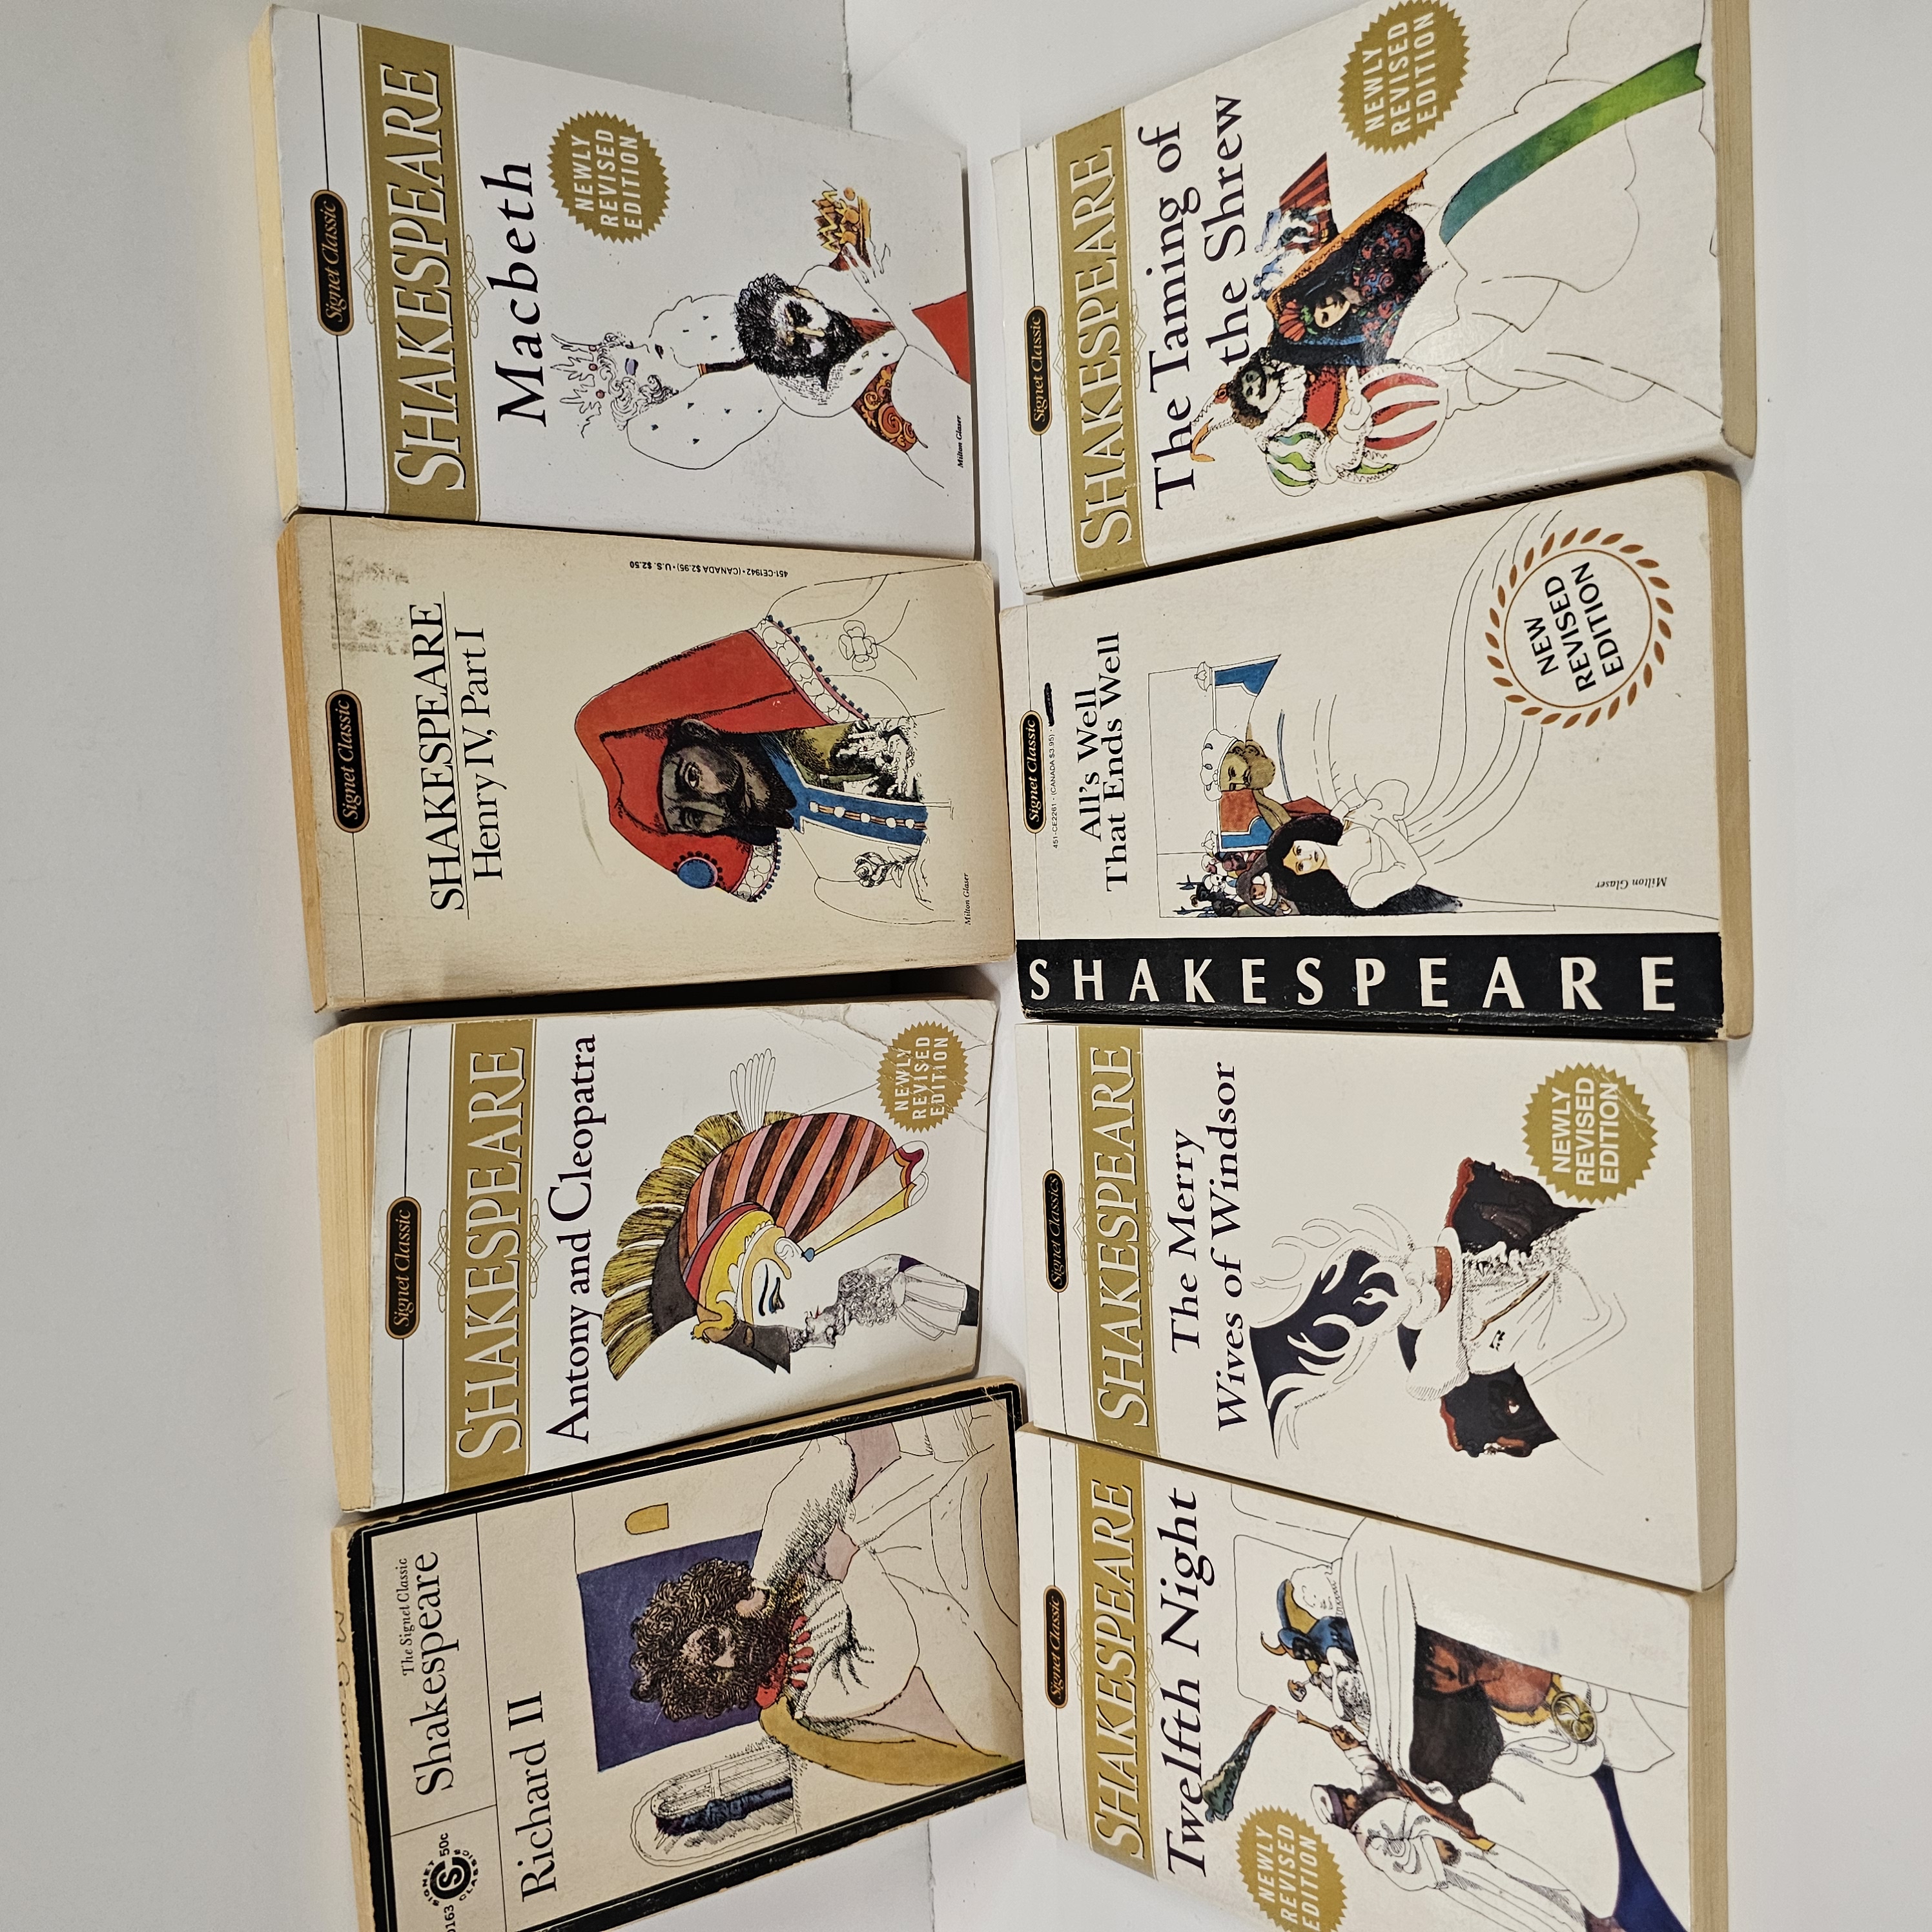 M
The Signet Classic
Shakespeare
SIGNET CLASSICS
50c
Richard II
Signet Classic
SHAKESPEARE
Antony and Cleopatra
NEWLY
REVISED
EDITION
Signet Classic
SHAKESPEARE
Henry IV, Part I
451-CE1942 • (CANADA $2.95) • U.S. $2.50
Milton Glaser
Signet Classic
SHAKESPEARE
Macbeth
NEWLY
REVISED
EDITION
Milton Glaser
Signet Classic
SHAKESPEARE
Twelfth Night
NEWLY
REVISED
EDITION
Signet Classics
SHAKESPEARE
The Merry
Wives of Windsor
NEWLY
REVISED
EDITION
SHAKESPEARE
Signet Classic
451-CE2261 • (CANADA $3.95) •
All's Well
That Ends Well
Milton Glaser
NEW
REVISED
EDITION
Signet Classic
SHAKESPEARE
The Taming of
the Shrew
NEWLY
REVISED
EDITION